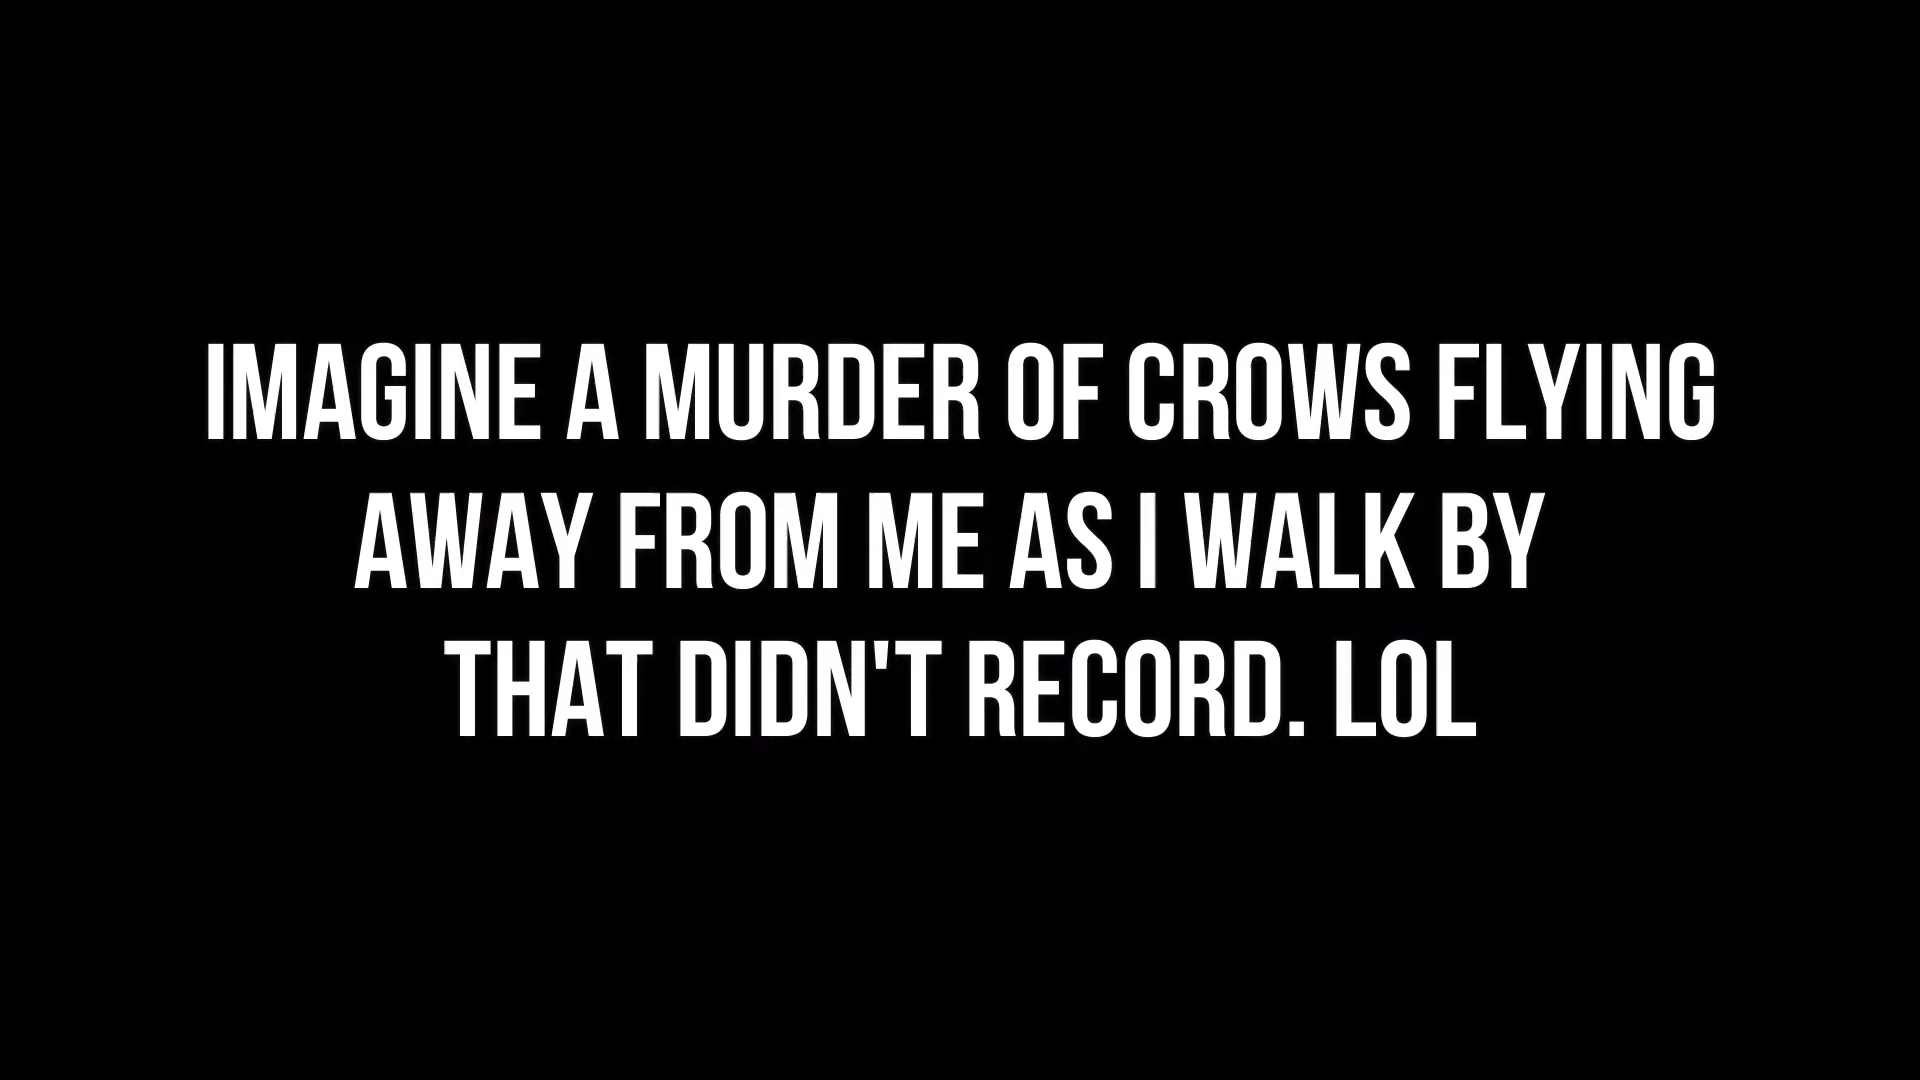 IMAGINE A MURDER OF CROWS FLYING
AWAY FROM ME AS I WALK BY
THAT DIDN'T RECORD. LOL